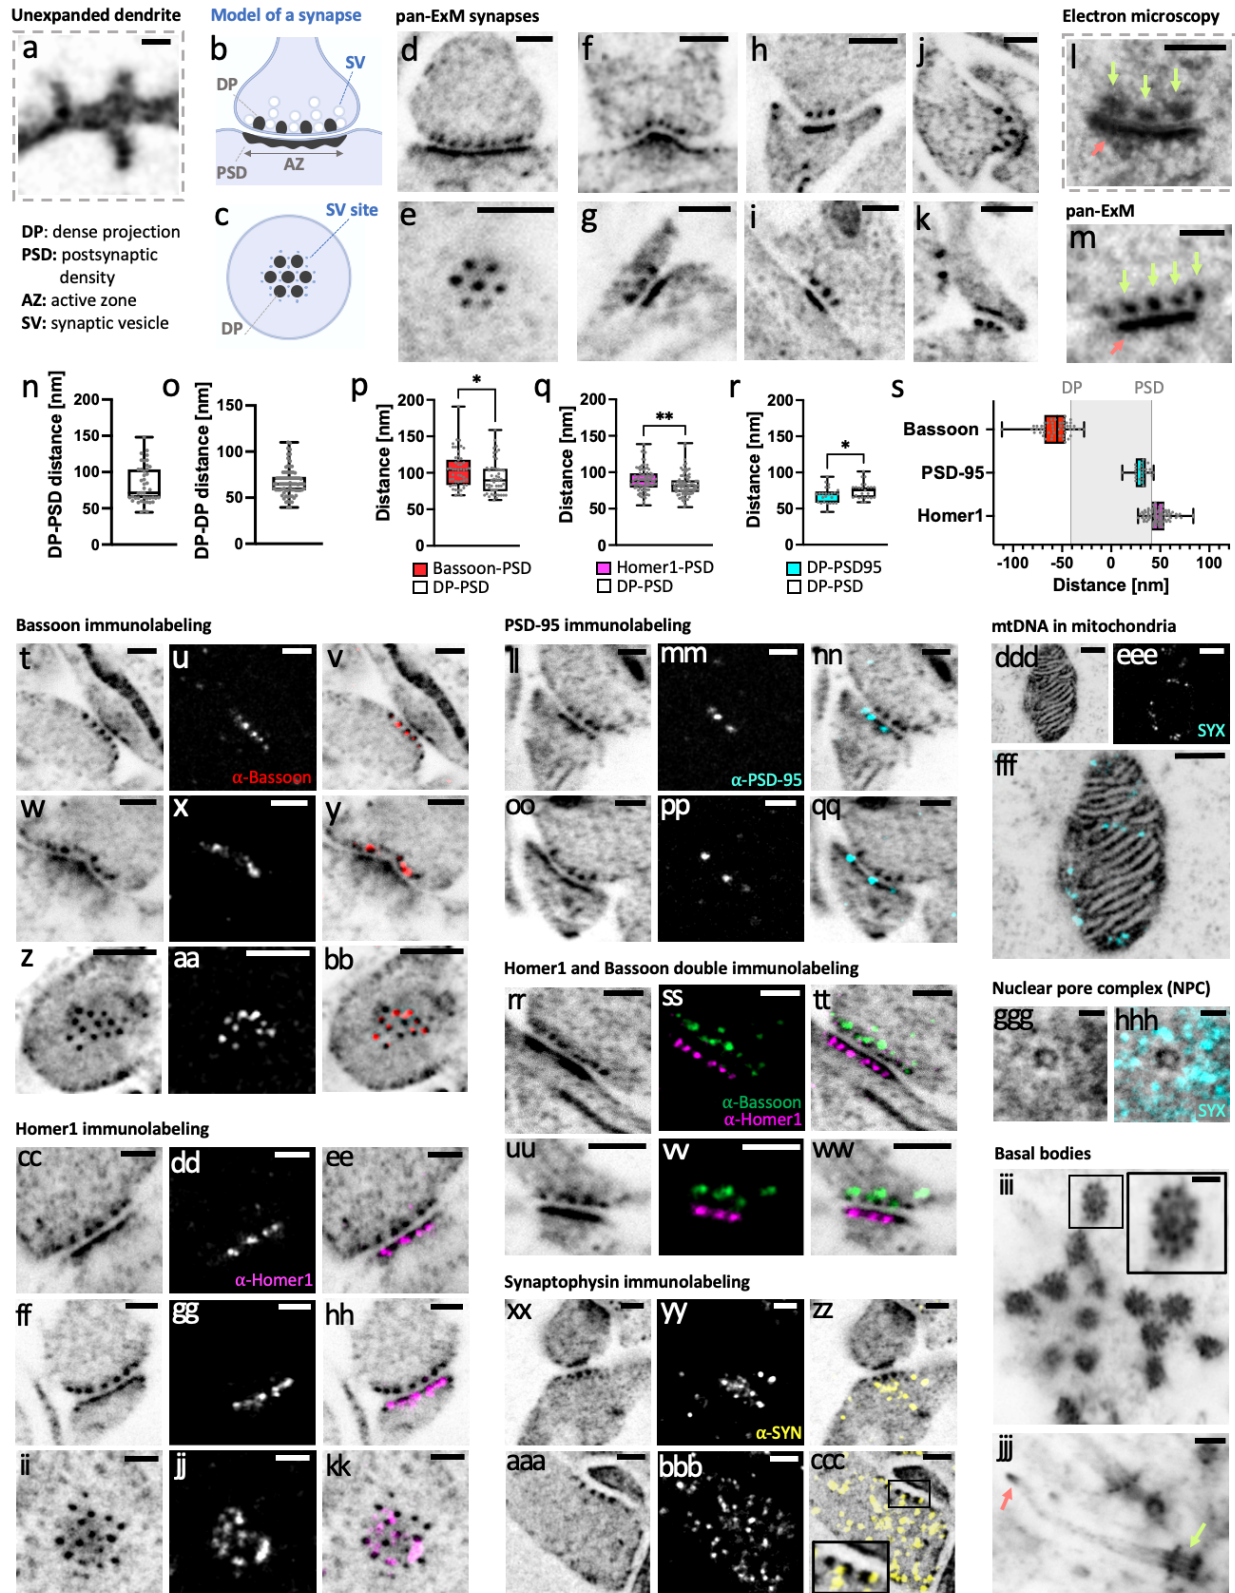 Unexpanded dendrite
Model of a synapse
pan-ExM synapses
Electron microscopy
a
b
SV
DP
PSD
AZ
d
f
h
j
l
c
SV site
DP
e
g
i
k
pan-ExM
m
DP: dense projection
PSD: postsynaptic
density
AZ: active zone
SV: synaptic vesicle
n
DP-PSD distance [nm]
200
150
100
50
0
o
DP-DP distance [nm]
150
100
50
0
p
Distance [nm]
200
150
100
50
0
*
Bassoon-PSD
DP-PSD
q
Distance [nm]
200
150
100
50
0
**
Homer1-PSD
DP-PSD
r
Distance [nm]
200
150
100
50
0
*
DP-PSD95
DP-PSD
s
DP
PSD
Bassoon
PSD-95
Homer1
-100
-50
0
50
100
Distance [nm]
Bassoon immunolabeling
t
u
v
α-Bassoon
w
x
y
z
aa
bb
Homer1 immunolabeling
cc
dd
ee
α-Homer1
ff
gg
hh
ii
jj
kk
PSD-95 immunolabeling
ll
mm
nn
α-PSD-95
oo
pp
qq
Homer1 and Bassoon double immunolabeling
rr
ss
tt
α-Bassoon
α-Homer1
uu
vv
ww
Synaptophysin immunolabeling
xx
yy
zz
α-SYN
aaa
bbb
ccc
mtDNA in mitochondria
ddd
eee
SYX
fff
Nuclear pore complex (NPC)
ggg
hhh
SYX
Basal bodies
iii
jjj